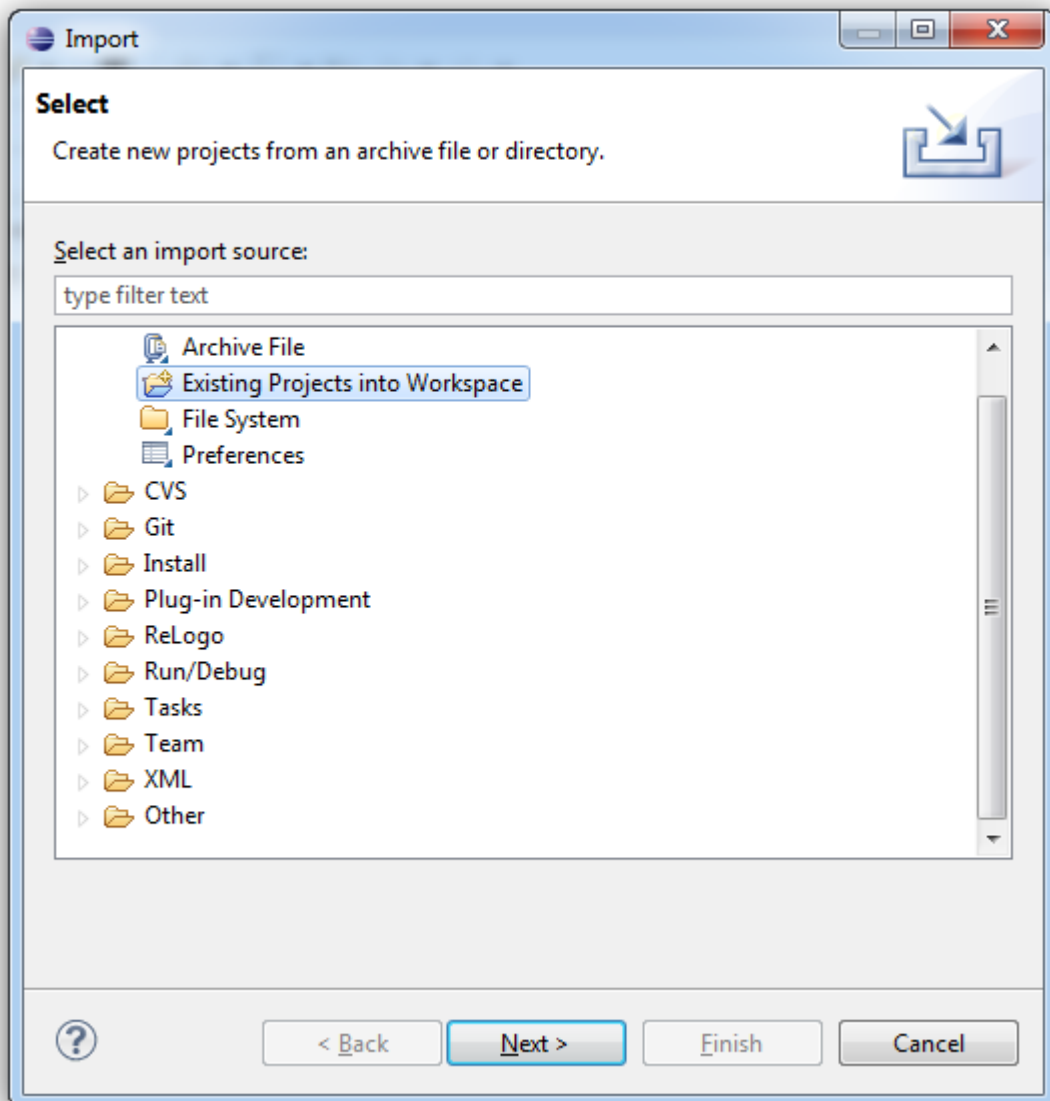 Import
Select
Create new projects from an archive file or directory.
Select an import source:
type filter text
Archive File
Existing Projects into Workspace
File System
Preferences
CVS
Git
Install
Plug-in Development
ReLogo
Run/Debug
Tasks
Team
XML
Other
? < Back Next > Finish Cancel